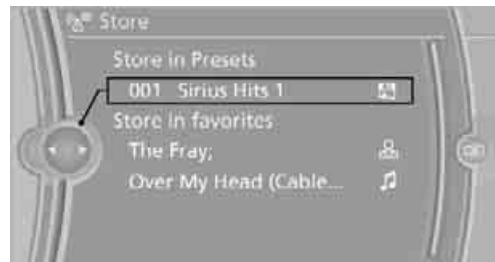 Store
Store in Presets
001 Sirius Hits 1
Store in favorites
The Fray;
Over My Head (Cable...